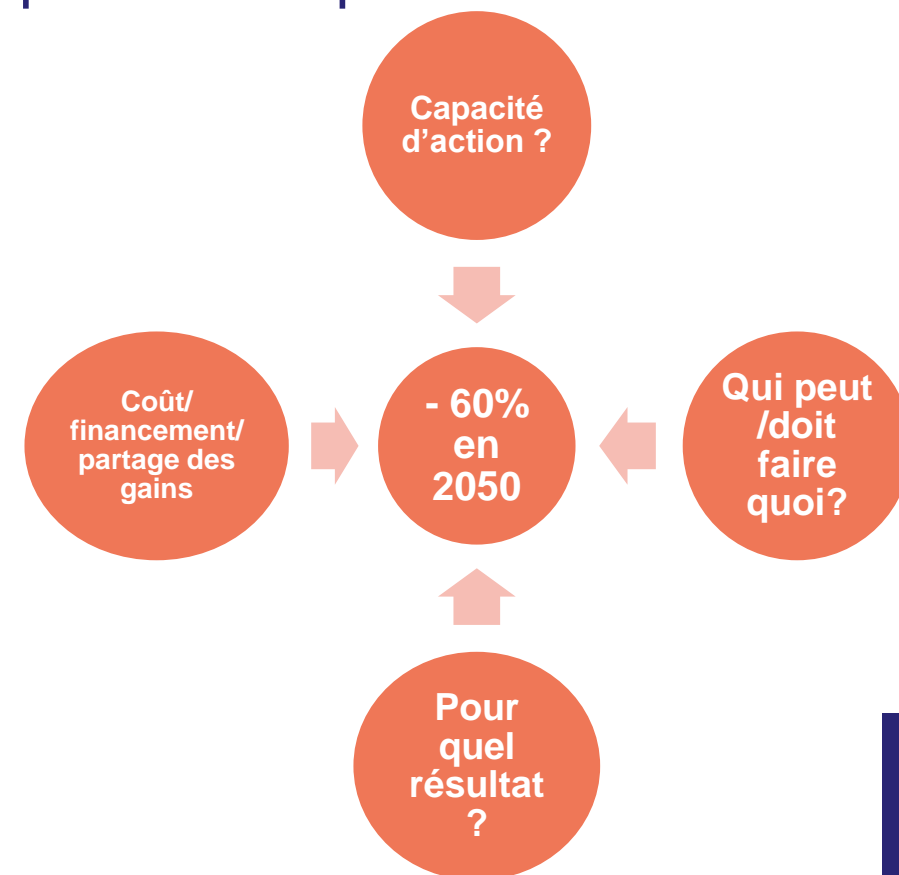 Capacité
d’action ?
Coût/
financement/
partage des
gains
- 60%
en
2050
Qui peut
/doit
faire
quoi?
Pour
quel
résultat
?